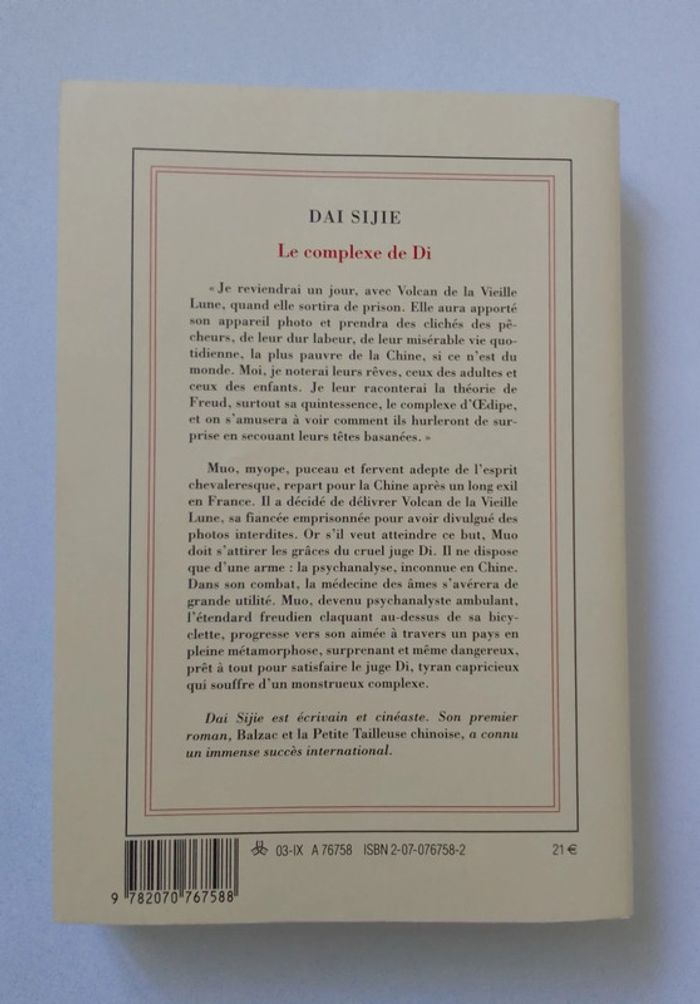 DAI SIJIE
Le complexe de Di
« Je reviendrai un jour, avec Volcan de la Vieille
Lune, quand elle sortira de prison. Elle aura apporté
son appareil photo et prendra des clichés des pê-
cheurs, de leur dur labeur, de leur misérable vie quo-
tidienne, la plus pauvre de la Chine, si ce n'est du
monde. Moi, je noterai leurs rêves, ceux des adultes et
ceux des enfants. Je leur raconterai la théorie de
Freud, surtout sa quintessence, le complexe d'Œdipe,
et on s'amusera à voir comment ils hurleront de sur-
prise en secouant leurs têtes basanées. »
Muo, myope, puceau et fervent adepte de l'esprit
chevaleresque, repart pour la Chine après un long exil
en France. Il a décidé de délivrer Volcan de la Vieille
Lune, sa fiancée emprisonnée pour avoir divulgué des
photos interdites. Or s'il veut atteindre ce but, Muo
doit s'attirer les grâces du cruel juge Di. Il ne dispose
que d'une arme : la psychanalyse, inconnue en Chine.
Dans son combat, la médecine des âmes s'avérera de
grande utilité. Muo, devenu psychanalyste ambulant,
l'étendard freudien claquant au-dessus de sa bicy-
clette, progresse vers son aimée à travers un pays en
pleine métamorphose, surprenant et même dangereux,
prêt à tout pour satisfaire le juge Di, tyran capricieux
qui souffre d'un monstrueux complexe.
Dai Sijie est écrivain et cinéaste. Son premier
roman, Balzac et la Petite Tailleuse chinoise, a connu
un immense succès international.
03-IX A 76758 ISBN 2-07-076758-2 21 €
9 782070 767588